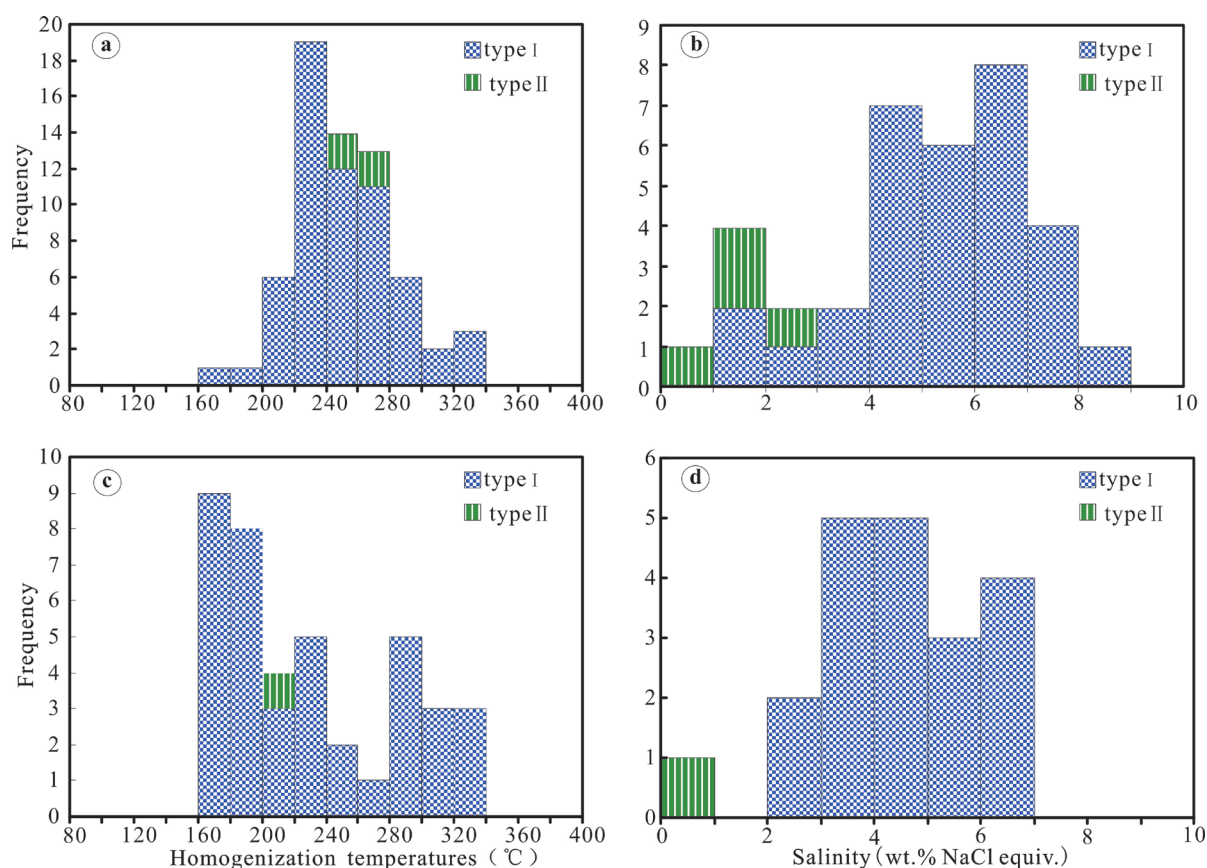 a
type Ⅰ
type Ⅱ
Frequency
20
18
16
14
12
10
8
6
4
2
0
80 120 160 200 240 280 320 360 400
b
type Ⅰ
type Ⅱ
9
8
7
6
5
4
3
2
1
0
0 2 4 6 8 10
c
type Ⅰ
type Ⅱ
Frequency
10
9
8
7
6
5
4
3
2
1
0
80 120 160 200 240 280 320 360 400
Homogenization temperatures (℃)
d
type Ⅰ
type Ⅱ
6
5
4
3
2
1
0
0 2 4 6 8 10
Salinity (wt.% NaCl equiv.)